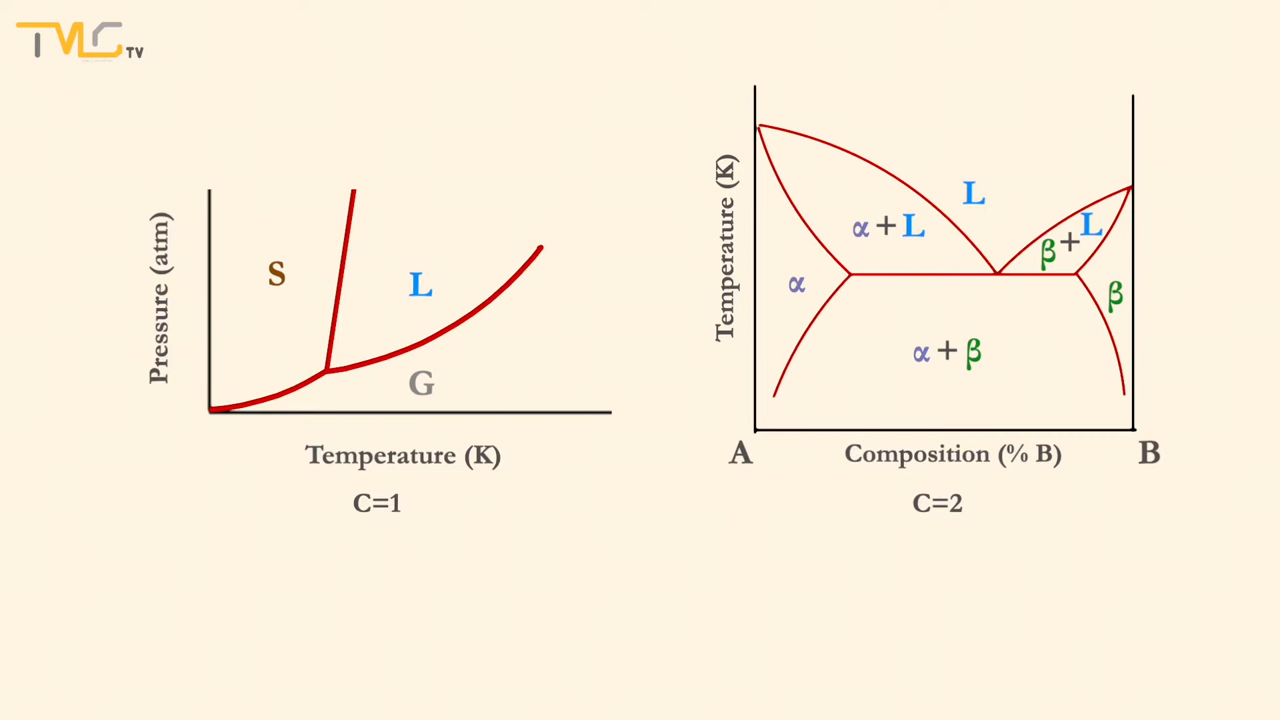 TMC TV
Pressure (atm)
S
L
G
Temperature (K)
C=1
Temperature (K)
L
α + L
β + L
α
β
α + β
A
Composition (% B)
B
C=2